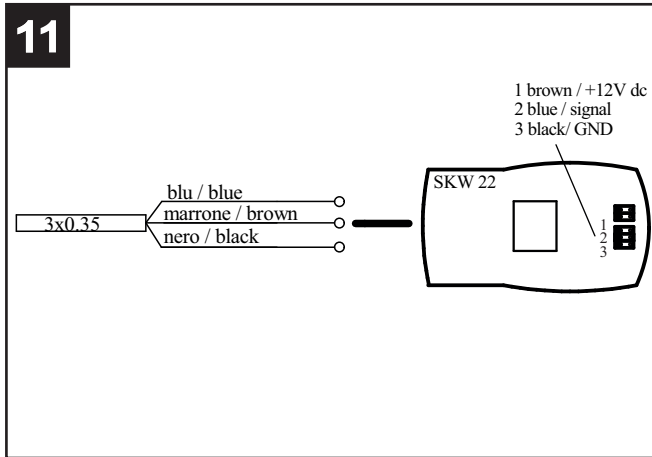 11
1 brown / +12V dc
2 blue / signal
3 black/ GND
SKW 22
blu / blue
marrone / brown
nero / black
3x0.35
1
2
3